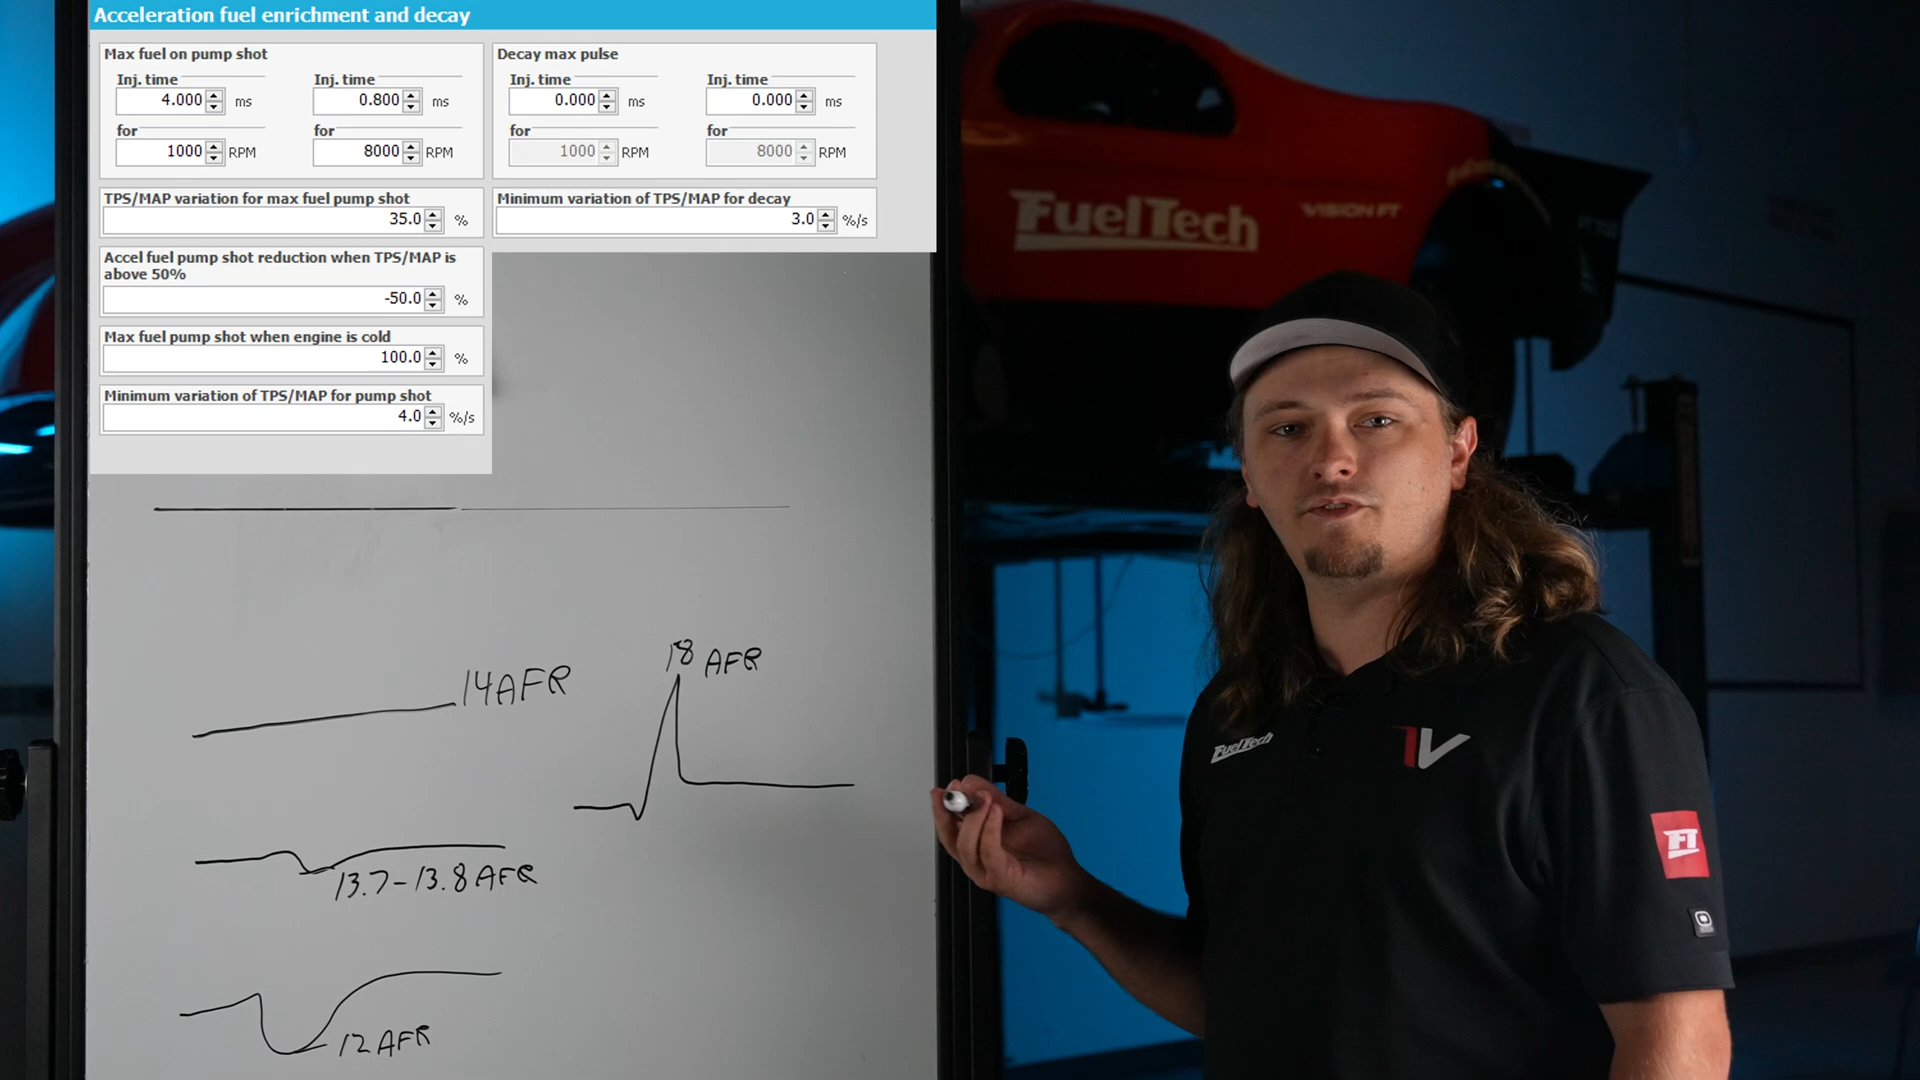 Acceleration fuel enrichment and decay
Max fuel on pump shot
Inj. time
4.000 ms
Inj. time
0.800 ms
for
1000 RPM
for
8000 RPM
Decay max pulse
Inj. time
0.000 ms
Inj. time
0.000 ms
for
1000 RPM
for
8000 RPM
TPS/MAP variation for max fuel pump shot
35.0 %
Minimum variation of TPS/MAP for decay
3.0 %/s
Accel fuel pump shot reduction when TPS/MAP is
above 50%
-50.0 %
Max fuel pump shot when engine is cold
100.0 %
Minimum variation of TPS/MAP for pump shot
4.0 %/s
14 AFR
18 AFR
13.7-13.8 AFR
12 AFR
FuelTech
VISION FT
FuelTech
FT